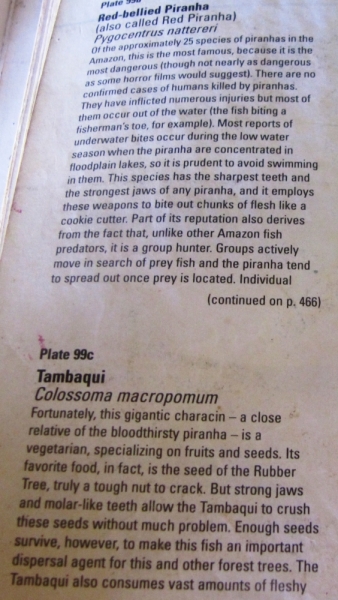 Plate 99b
Red-bellied Piranha
(also called Red Piranha)
Pygocentrus nattereri
Of the approximately 25 species of piranhas in the
Amazon, this is the most famous, because it is the
most dangerous (though not nearly as dangerous
as some horror films would suggest). There are no
confirmed cases of humans killed by piranhas.
They have inflicted numerous injuries but most of
them occur out of the water (the fish biting a
fisherman's toe, for example). Most reports of
underwater bites occur during the low water
season when the piranha are concentrated in
floodplain lakes, so it is prudent to avoid swimming
in them. This species has the sharpest teeth and
the strongest jaws of any piranha, and it employs
these weapons to bite out chunks of flesh like a
cookie cutter. Part of its reputation also derives
from the fact that, unlike other Amazon fish
predators, it is a group hunter. Groups actively
move in search of prey fish and the piranha tend
to spread out once prey is located. Individual
(continued on p. 466)
Plate 99c
Tambaqui
Colossoma macropomum
Fortunately, this gigantic characin – a close
relative of the bloodthirsty piranha – is a
vegetarian, specializing on fruits and seeds. Its
favorite food, in fact, is the seed of the Rubber
Tree, truly a tough nut to crack. But strong jaws
and molar-like teeth allow the Tambaqui to crush
these seeds without much problem. Enough seeds
survive, however, to make this fish an important
dispersal agent for this and other forest trees. The
Tambaqui also consumes vast amounts of fleshy